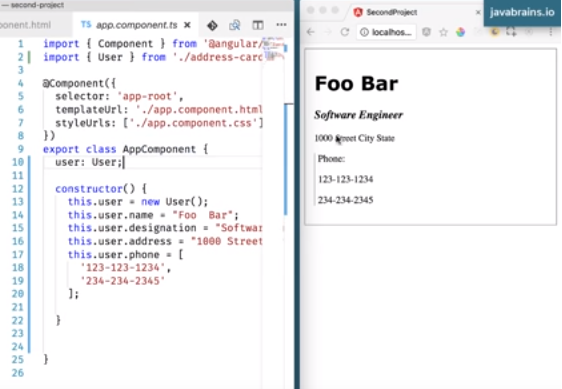 — second-project
onent.html
TS app.component.ts ×
SecondProject
javabrains.io
localhos...
1 import { Component } from '@angular/
2 import { User } from './address-card
3
4 @Component({
5 selector: 'app-root',
6 templateUrl: './app.component.html
7 styleUrls: ['./app.component.css']
8 })
9 export class AppComponent {
10 user: User;
11
12 constructor() {
13 this.user = new User();
14 this.user.name = "Foo Bar";
15 this.user.designation = "Softwar
16 this.user.address = "1000 Street
17 this.user.phone = [
18 '123-123-1234',
19 '234-234-2345'
20 ];
21
22 }
23
24
25 }
26
Foo Bar
Software Engineer
1000 Street City State
Phone:
123-123-1234
234-234-2345